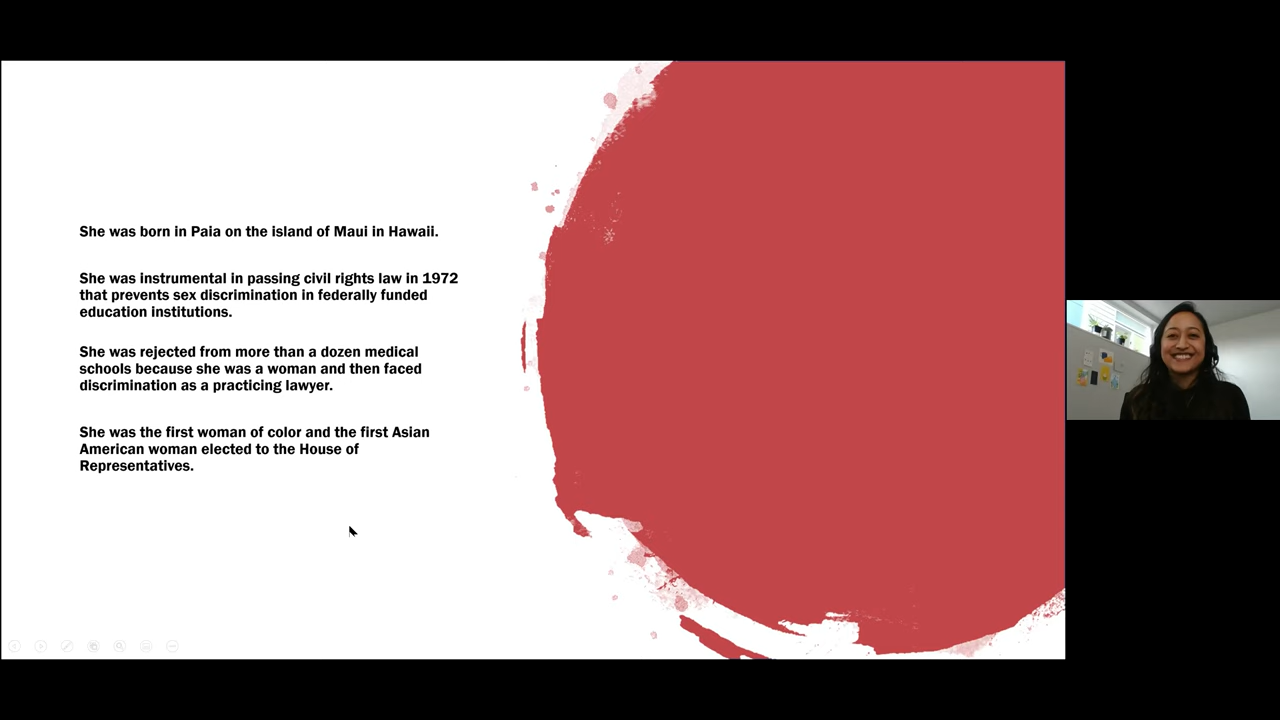 She was born in Paia on the island of Maui in Hawaii.
She was instrumental in passing civil rights law in 1972
that prevents sex discrimination in federally funded
education institutions.
She was rejected from more than a dozen medical
schools because she was a woman and then faced
discrimination as a practicing lawyer.
She was the first woman of color and the first Asian
American woman elected to the House of
Representatives.